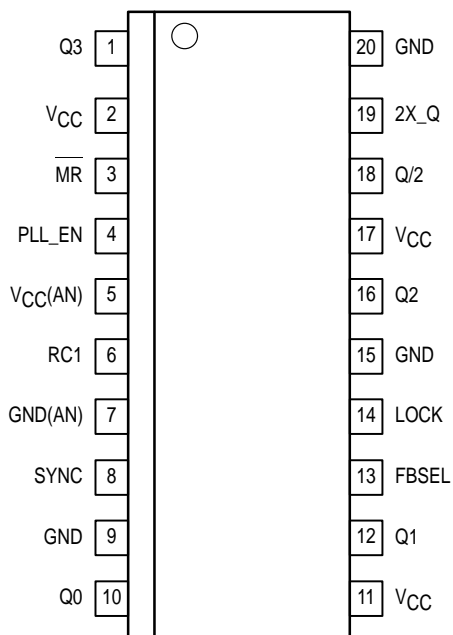 Q3 1 20 GND
VCC 2 19 2X_Q
MR 3 18 Q/2
PLL_EN 4 17 VCC
VCC(AN) 5 16 Q2
RC1 6 15 GND
GND(AN) 7 14 LOCK
SYNC 8 13 FBSEL
GND 9 12 Q1
Q0 10 11 VCC